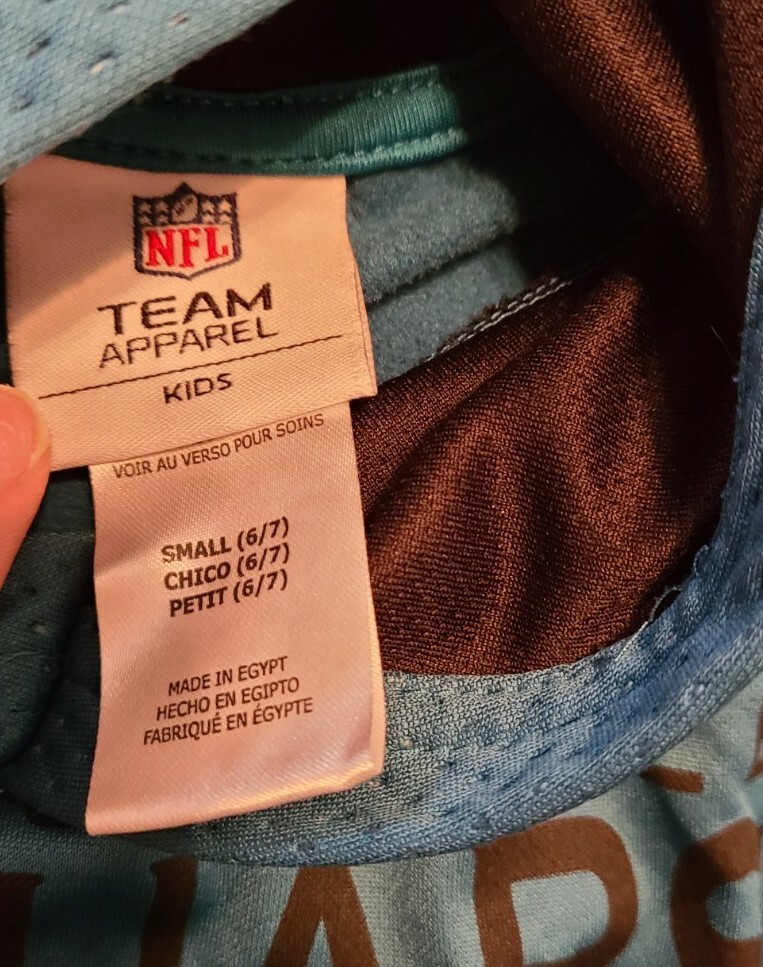 NFL
TEAM
APPAREL
KIDS
VOIR AU VERSO POUR SOINS
SMALL (6/7)
CHICO (6/7)
PETIT (6/7)
MADE IN EGYPT
HECHO EN EGIPTO
FABRIQUÉ EN ÉGYPTE